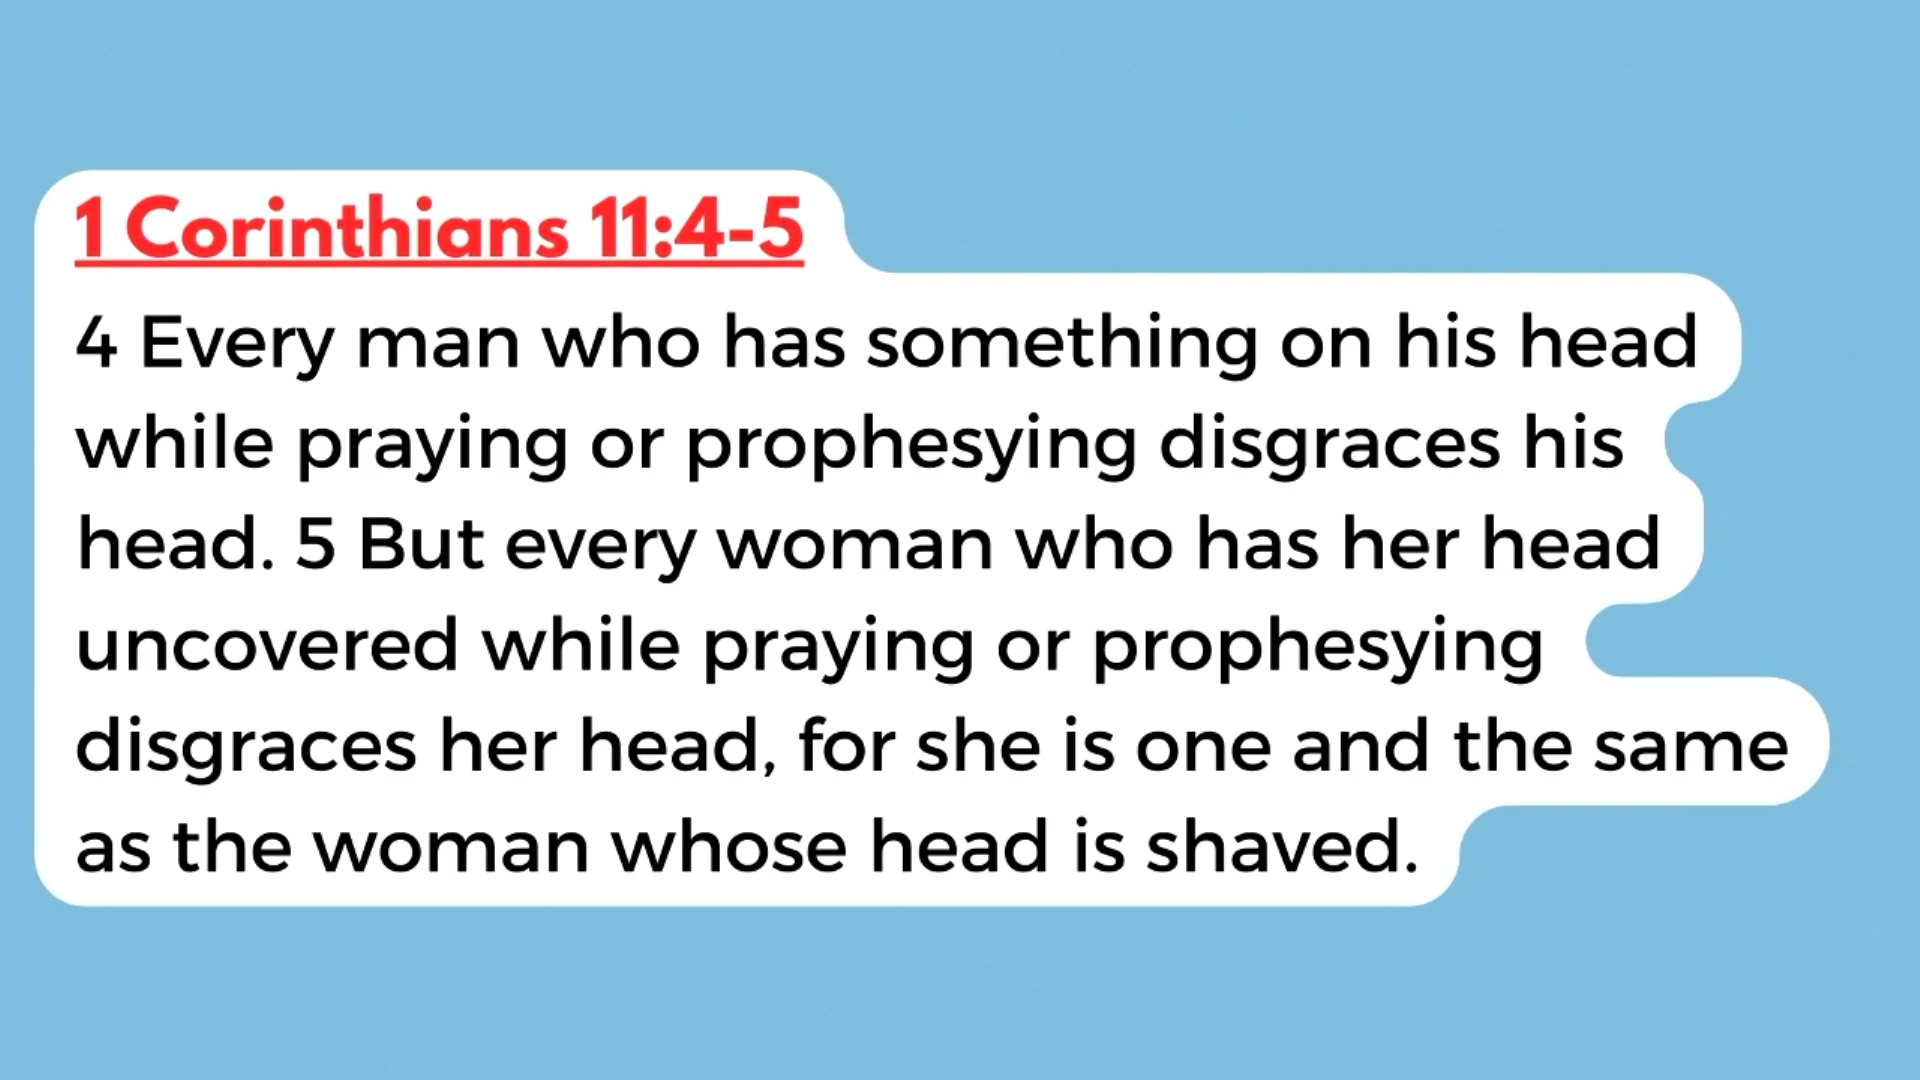 1 Corinthians 11:4-5
4 Every man who has something on his head
while praying or prophesying disgraces his
head. 5 But every woman who has her head
uncovered while praying or prophesying
disgraces her head, for she is one and the same
as the woman whose head is shaved.